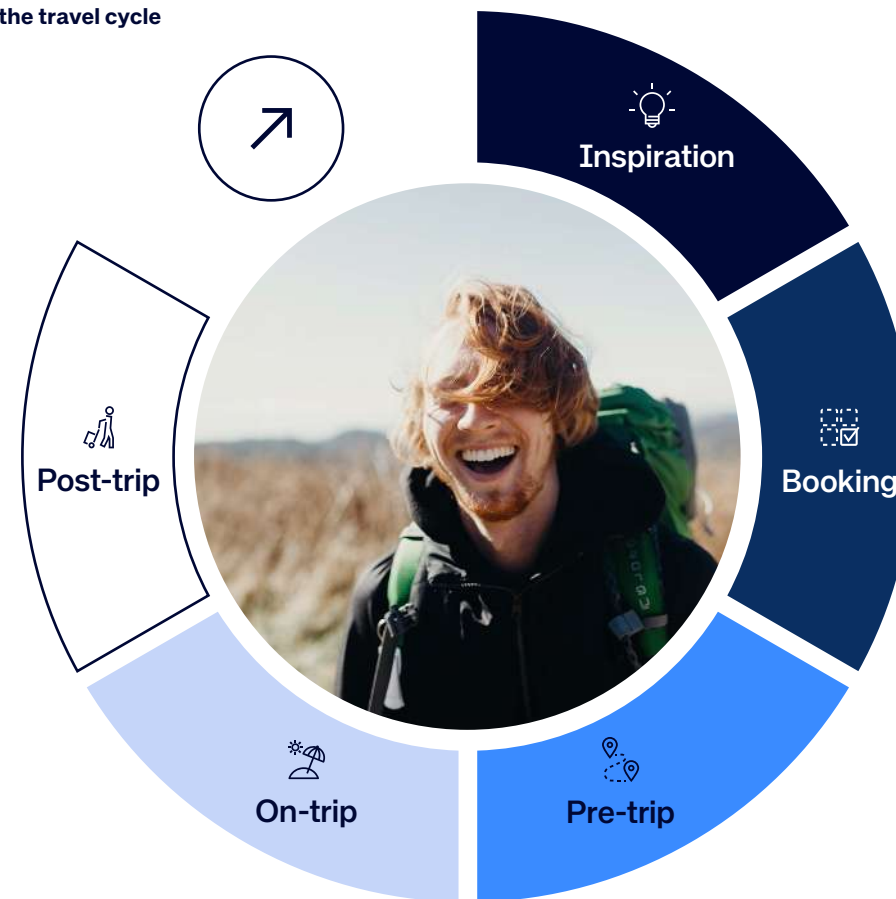 the travel cycle
Inspiration
Booking
Pre-trip
On-trip
Post-trip